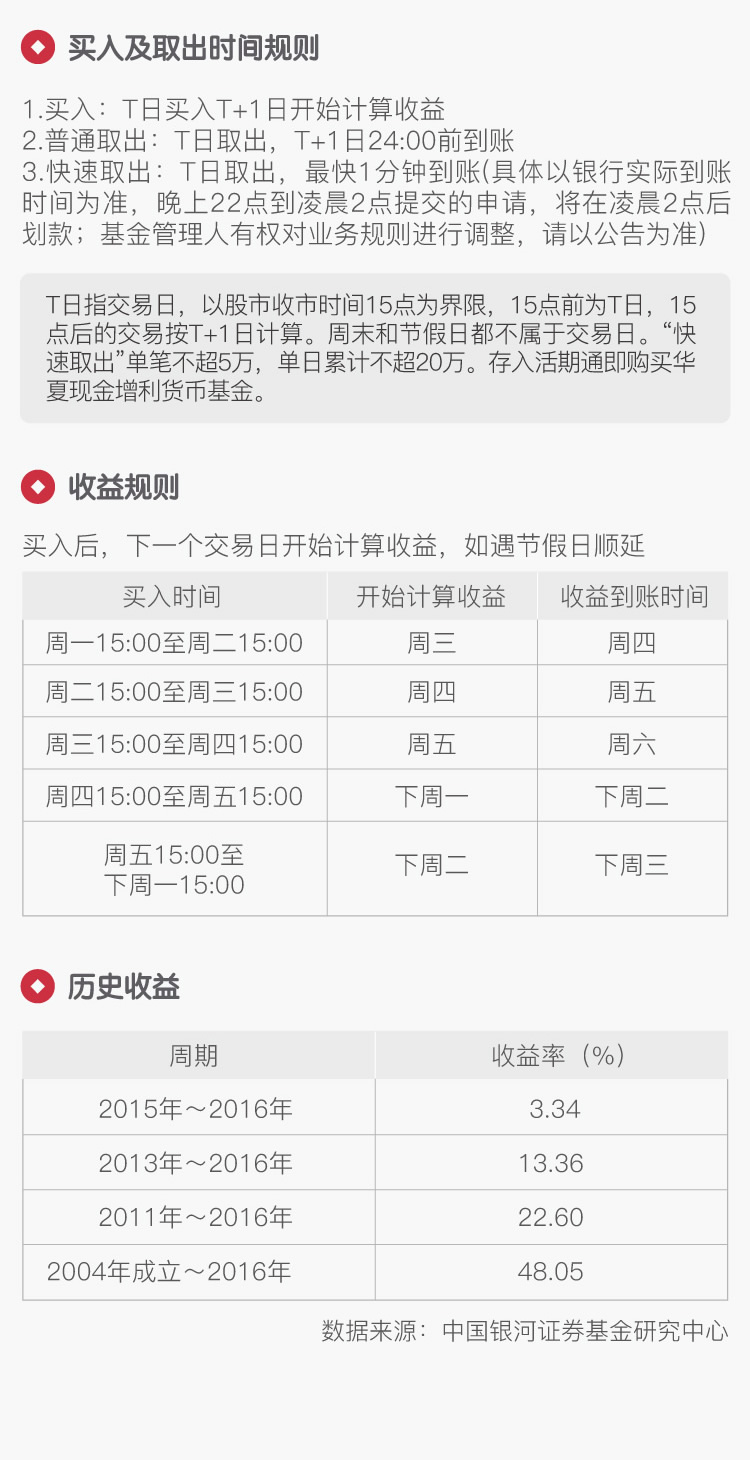 买入及取出时间规则
1.买入：T日买入T+1日开始计算收益
2.普通取出：T日取出，T+1日24:00前到账
3.快速取出：T日取出，最快1分钟到账(具体以银行实际到账
时间为准，晚上22点到凌晨2点提交的申请，将在凌晨2点后
划款；基金管理人有权对业务规则进行调整，请以公告为准)
T日指交易日，以股市收市时间15点为界限，15点前为T日，15
点后的交易按T+1日计算。周末和节假日都不属于交易日。“快
速取出”单笔不超5万，单日累计不超20万。存入活期通即购买华
夏现金增利货币基金。
收益规则
买入后，下一个交易日开始计算收益，如遇节假日顺延
买入时间 开始计算收益 收益到账时间
周一15:00至周二15:00 周三 周四
周二15:00至周三15:00 周四 周五
周三15:00至周四15:00 周五 周六
周四15:00至周五15:00 下周一 下周二
周五15:00至
下周一15:00 下周二 下周三
历史收益
周期 收益率（%）
2015年～2016年 3.34
2013年～2016年 13.36
2011年～2016年 22.60
2004年成立～2016年 48.05
数据来源：中国银河证券基金研究中心